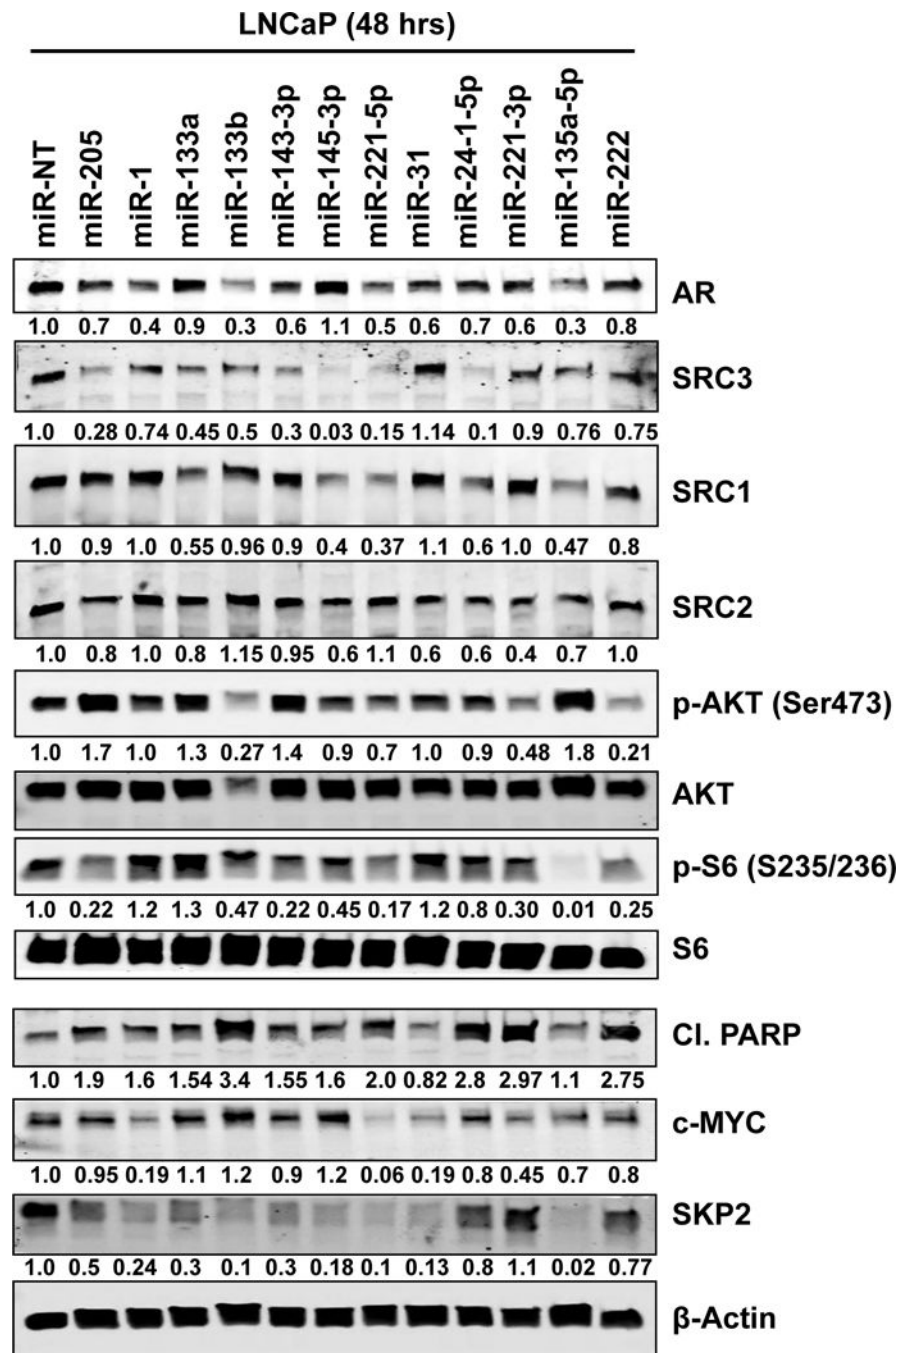 LNCaP (48 hrs)
miR-NT miR-205 miR-1 miR-133a miR-133b miR-143-3p miR-145-3p miR-221-5p miR-31 miR-24-1-5p miR-221-3p miR-135a-5p miR-222
AR
1.0 0.7 0.4 0.9 0.3 0.6 1.1 0.5 0.6 0.7 0.6 0.3 0.8
SRC3
1.0 0.28 0.74 0.45 0.5 0.3 0.03 0.15 1.14 0.1 0.9 0.76 0.75
SRC1
1.0 0.9 1.0 0.55 0.96 0.9 0.4 0.37 1.1 0.6 1.0 0.47 0.8
SRC2
1.0 0.8 1.0 0.8 1.15 0.95 0.6 1.1 0.6 0.6 0.4 0.7 1.0
p-AKT (Ser473)
1.0 1.7 1.0 1.3 0.27 1.4 0.9 0.7 1.0 0.9 0.48 1.8 0.21
AKT
p-S6 (S235/236)
1.0 0.22 1.2 1.3 0.47 0.22 0.45 0.17 1.2 0.8 0.30 0.01 0.25
S6
Cl. PARP
1.0 1.9 1.6 1.54 3.4 1.55 1.6 2.0 0.82 2.8 2.97 1.1 2.75
c-MYC
1.0 0.95 0.19 1.1 1.2 0.9 1.2 0.06 0.19 0.8 0.45 0.7 0.8
SKP2
1.0 0.5 0.24 0.3 0.1 0.3 0.18 0.1 0.13 0.8 1.1 0.02 0.77
β-Actin